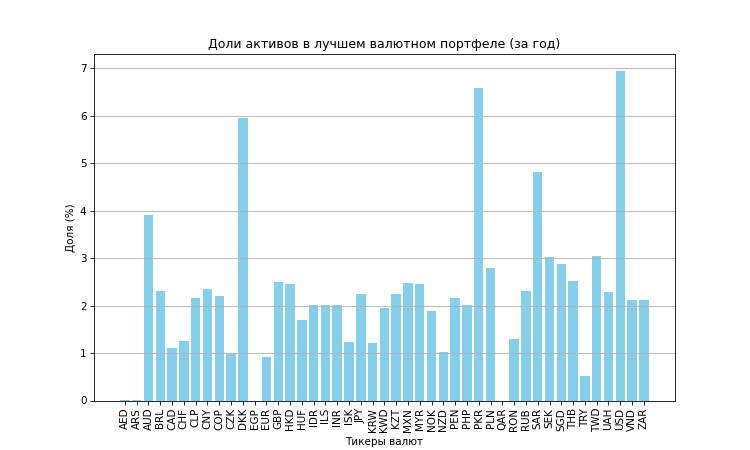 Доли активов в лучшем валютном портфеле (за год)
Доля (%)
7
6
5
4
3
2
1
0
AED ARS AUD BRL CAD CHF CLP CNY COP CZK DKK EGP EUR GBP HKD HUF IDR ILS INR ISK JPY KRW KWD KZT MXN MYR NOK NZD PEN PHP PKR PLN QAR RON RUB SAR SEK SGD THB TRY TWD UAH USD VND ZAR
Тикеры валют